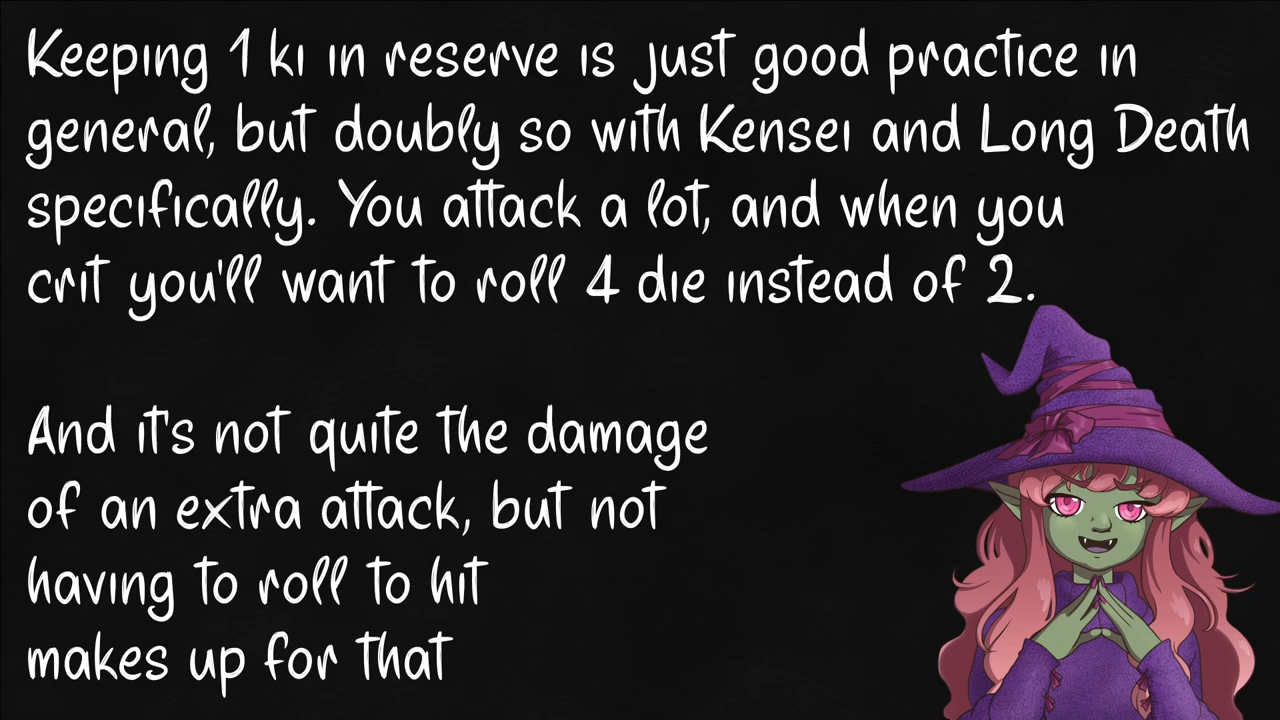 Keeping 1 ki in reserve is just good practice in
general, but doubly so with Kensei and Long Death
specifically. You attack a lot, and when you
crit you'll want to roll 4 die instead of 2.
And it's not quite the damage
of an extra attack, but not
having to roll to hit
makes up for that